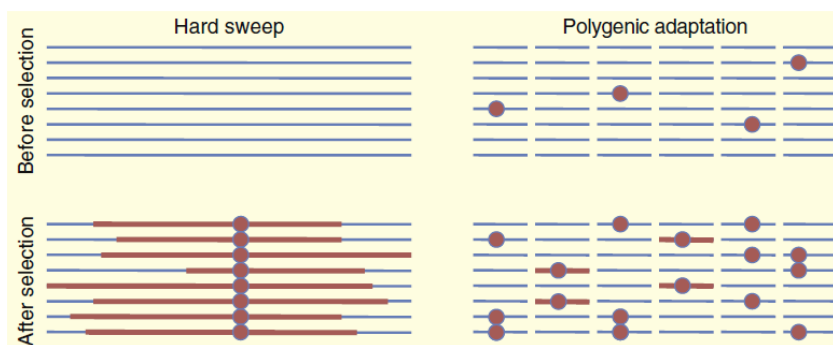 Hard sweep
Polygenic adaptation
Before selection
After selection